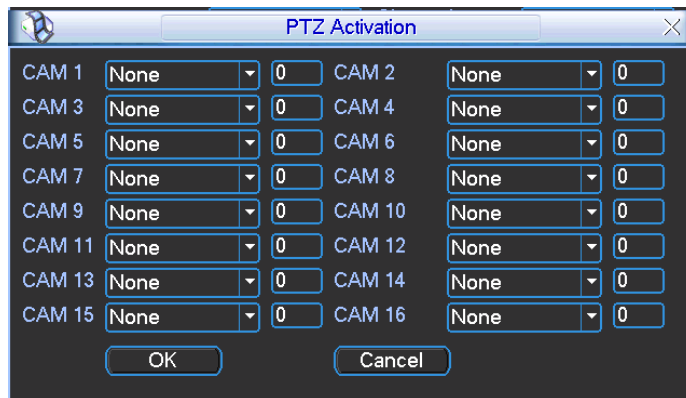 PTZ Activation
CAM 1 None 0 CAM 2 None 0
CAM 3 None 0 CAM 4 None 0
CAM 5 None 0 CAM 6 None 0
CAM 7 None 0 CAM 8 None 0
CAM 9 None 0 CAM 10 None 0
CAM 11 None 0 CAM 12 None 0
CAM 13 None 0 CAM 14 None 0
CAM 15 None 0 CAM 16 None 0
OK Cancel